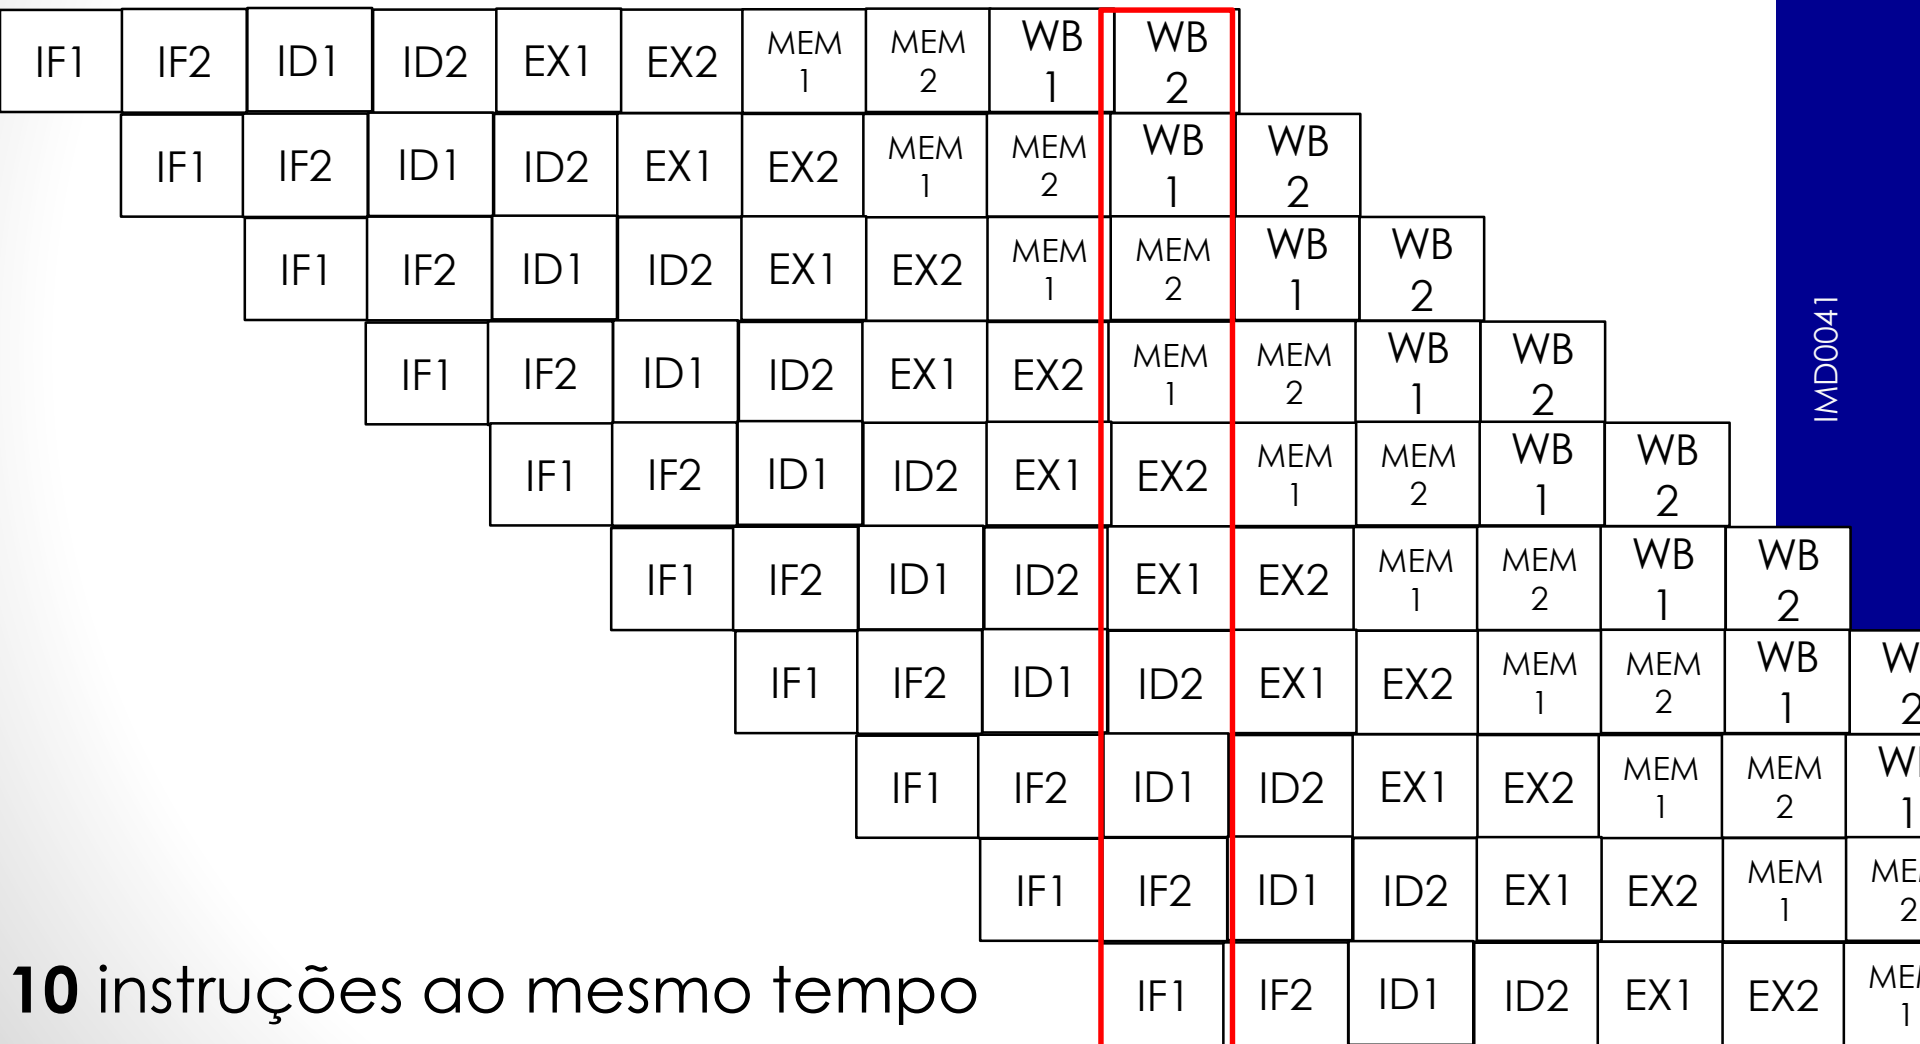 IF1 IF2 ID1 ID2 EX1 EX2 MEM 1 MEM 2 WB 1 WB 2
IF1 IF2 ID1 ID2 EX1 EX2 MEM 1 MEM 2 WB 1 WB 2
IF1 IF2 ID1 ID2 EX1 EX2 MEM 1 MEM 2 WB 1 WB 2
IF1 IF2 ID1 ID2 EX1 EX2 MEM 1 MEM 2 WB 1 WB 2
IF1 IF2 ID1 ID2 EX1 EX2 MEM 1 MEM 2 WB 1 WB 2
IF1 IF2 ID1 ID2 EX1 EX2 MEM 1 MEM 2 WB 1 WB 2
IF1 IF2 ID1 ID2 EX1 EX2 MEM 1 MEM 2 WB 1 W 2
IF1 IF2 ID1 ID2 EX1 EX2 MEM 1 MEM 2 W 1
IF1 IF2 ID1 ID2 EX1 EX2 MEM 1 ME 2
IF1 IF2 ID1 ID2 EX1 EX2 ME 1
10 instruções ao mesmo tempo
IMD0041